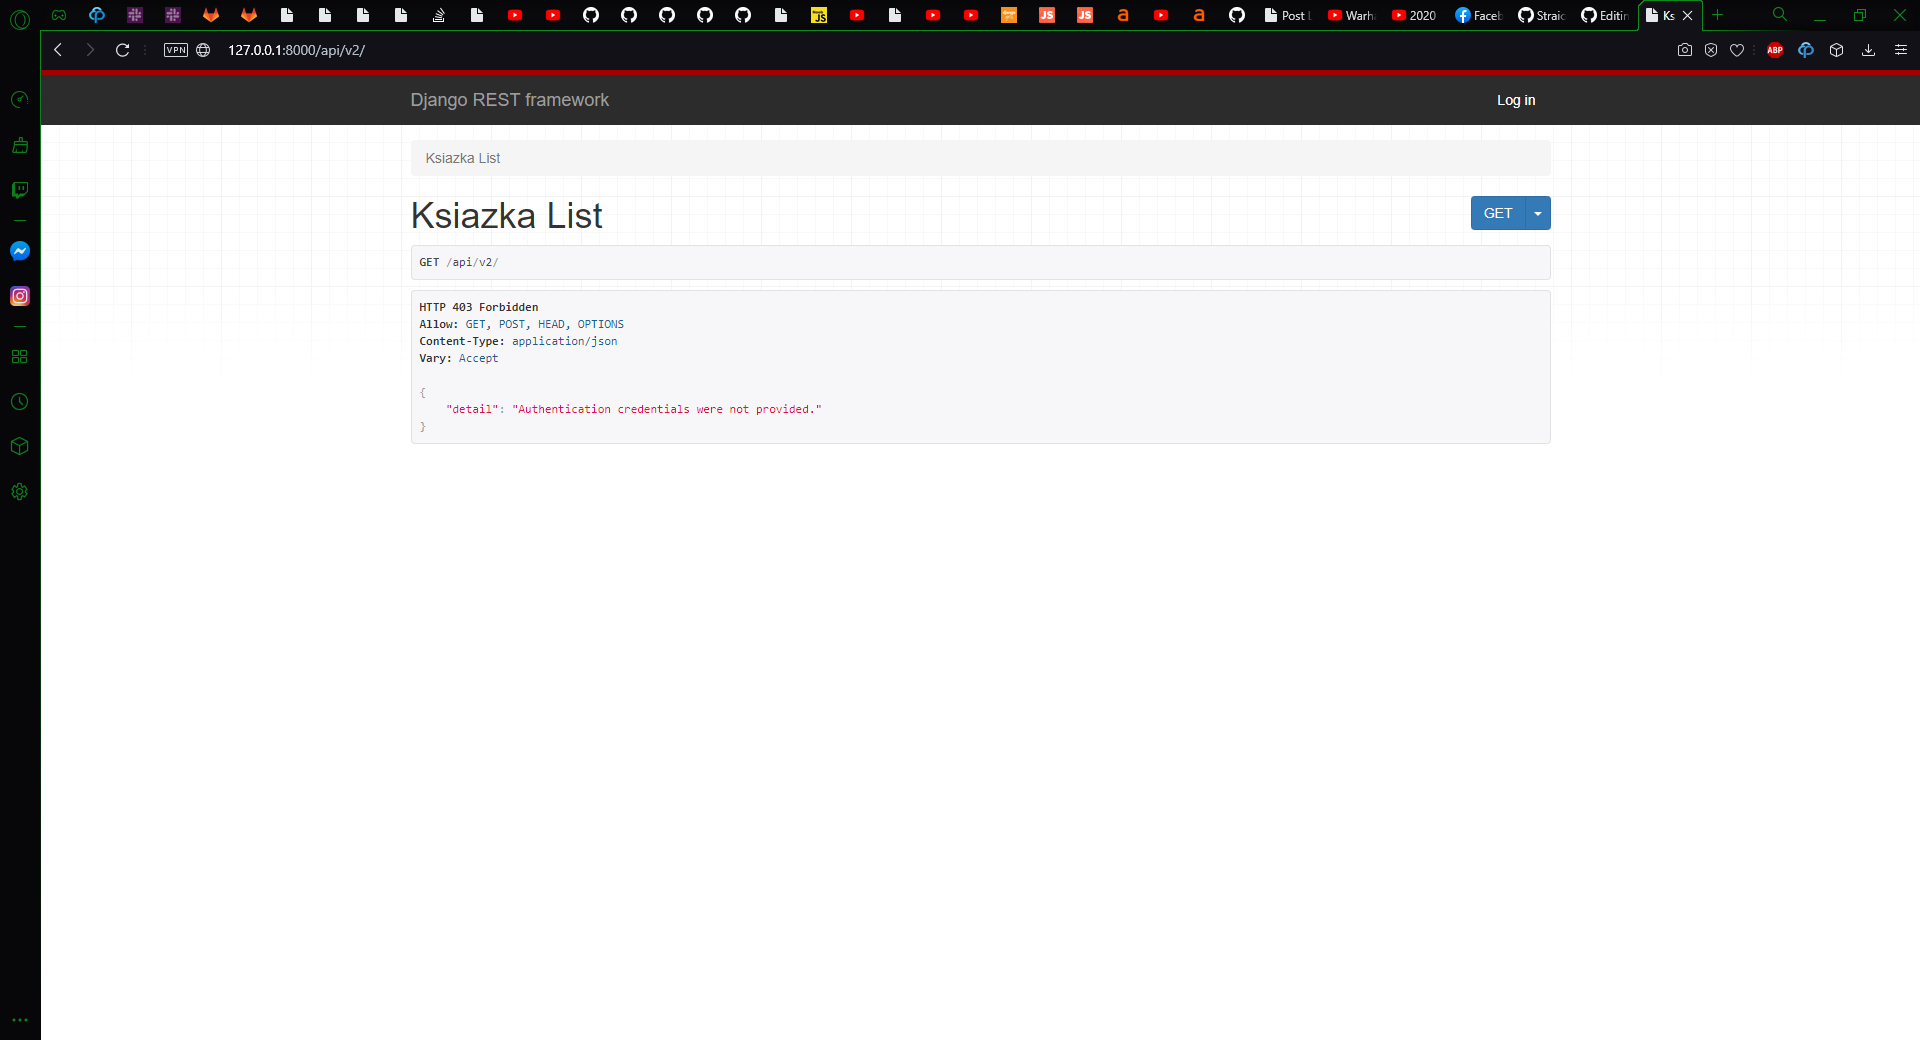 Post L
Warha
2020
Faceb
Straic
Editin
Ks
VPN
127.0.0.1:8000/api/v2/
ABP
Django REST framework
Log in
Ksiazka List
Ksiazka List
GET
GET /api/v2/
HTTP 403 Forbidden
Allow: GET, POST, HEAD, OPTIONS
Content-Type: application/json
Vary: Accept
{
"detail": "Authentication credentials were not provided."
}